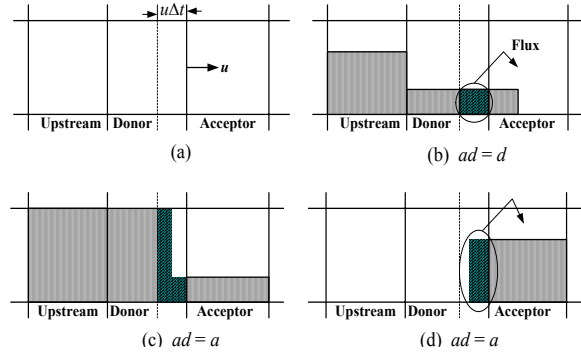 uΔt
u
Upstream Donor Acceptor
(a)
Flux
Upstream Donor Acceptor
(b) ad = d
Upstream Donor Acceptor
(c) ad = a
Upstream Donor Acceptor
(d) ad = a